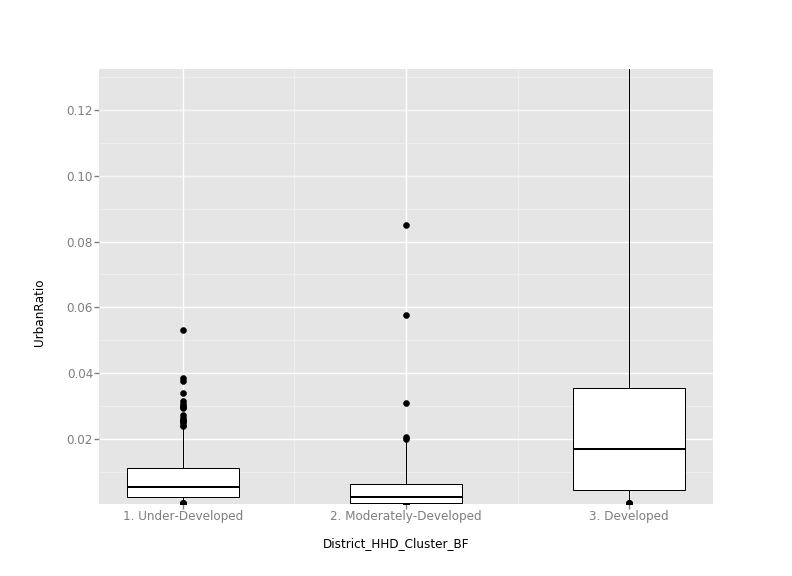 0.12
0.10
0.08
0.06
0.04
0.02
UrbanRatio
1. Under-Developed
2. Moderately-Developed
3. Developed
District_HHD_Cluster_BF